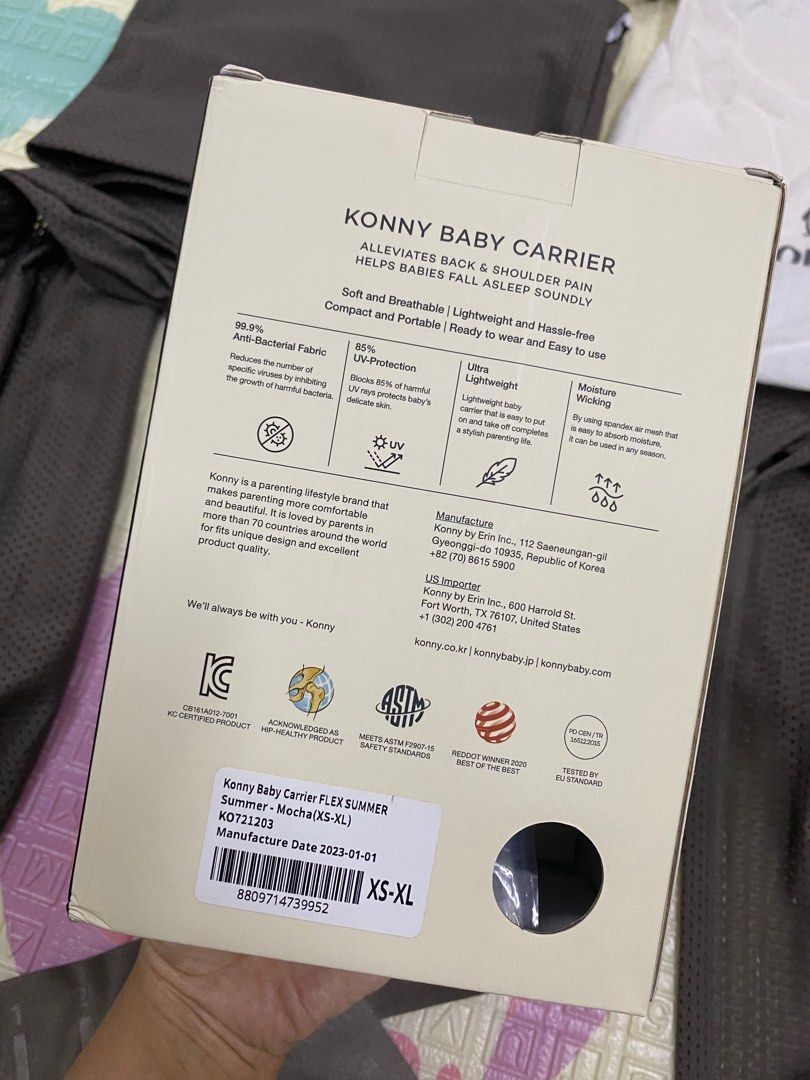 KONNY BABY CARRIER
ALLEVIATES BACK & SHOULDER PAIN
HELPS BABIES FALL ASLEEP SOUNDLY
Soft and Breathable | Lightweight and Hassle-free
Compact and Portable | Ready to wear and Easy to use
99.9%
Anti-Bacterial Fabric
Reduces the number of
specific viruses by inhibiting
the growth of harmful bacteria.
85%
UV-Protection
Blocks 85% of harmful
UV rays protects baby's
delicate skin.
UV
Ultra
Lightweight
Lightweight baby
carrier that is easy to put
on and take off completes
a stylish parenting life.
Moisture
Wicking
By using spandex air mesh that
is easy to absorb moisture,
it can be used in any season.
Konny is a parenting lifestyle brand that
makes parenting more comfortable
and beautiful. It is loved by parents in
more than 70 countries around the world
for fits unique design and excellent
product quality.
We'll always be with you - Konny
Manufacture
Konny by Erin Inc., 112 Saeneungan-gil
Gyeonggi-do 10935, Republic of Korea
+82 (70) 8615 5900
US Importer
Konny by Erin Inc., 600 Harrold St.
Fort Worth, TX 76107, United States
+1 (302) 200 4761
konny.co.kr | konnybaby.jp | konnybaby.com
KC
CB161A012-7001
KC CERTIFIED PRODUCT
ACKNOWLEDGED AS
HIP-HEALTHY PRODUCT
ASTM
MEETS ASTM F2907-15
SAFETY STANDARDS
REDDOT WINNER 2020
BEST OF THE BEST
PD CEN / TR
16512:2015
TESTED BY
EU STANDARD
Konny Baby Carrier FLEX SUMMER
Summer - Mocha(XS-XL)
KO721203
Manufacture Date 2023-01-01
XS-XL
8809714739952